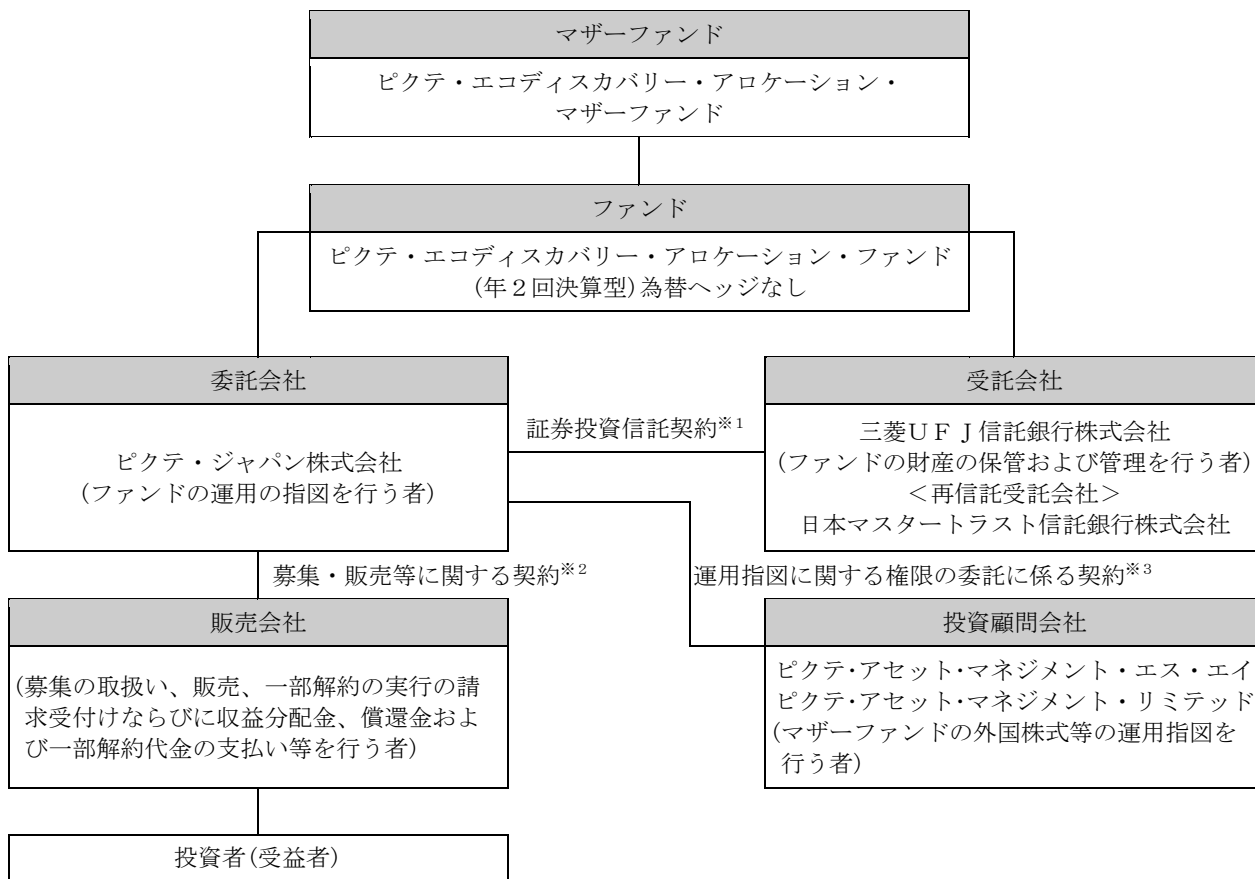 マザーファンド
ピクテ・エコディスカバリー・アロケーション・
マザーファンド
ファンド
ピクテ・エコディスカバリー・アロケーション・ファンド
(年２回決算型)為替ヘッジなし
委託会社
ピクテ・ジャパン株式会社
(ファンドの運用の指図を行う者)
証券投資信託契約※1
受託会社
三菱ＵＦＪ信託銀行株式会社
(ファンドの財産の保管および管理を行う者)
＜再信託受託会社＞
日本マスタートラスト信託銀行株式会社
募集・販売等に関する契約※2
運用指図に関する権限の委託に係る契約※3
販売会社
(募集の取扱い、販売、一部解約の実行の請
求受付けならびに収益分配金、償還金およ
び一部解約代金の支払い等を行う者)
投資顧問会社
ピクテ・アセット・マネジメント・エス・エイ
ピクテ・アセット・マネジメント・リミテッド
(マザーファンドの外国株式等の運用指図を
行う者)
投資者(受益者)